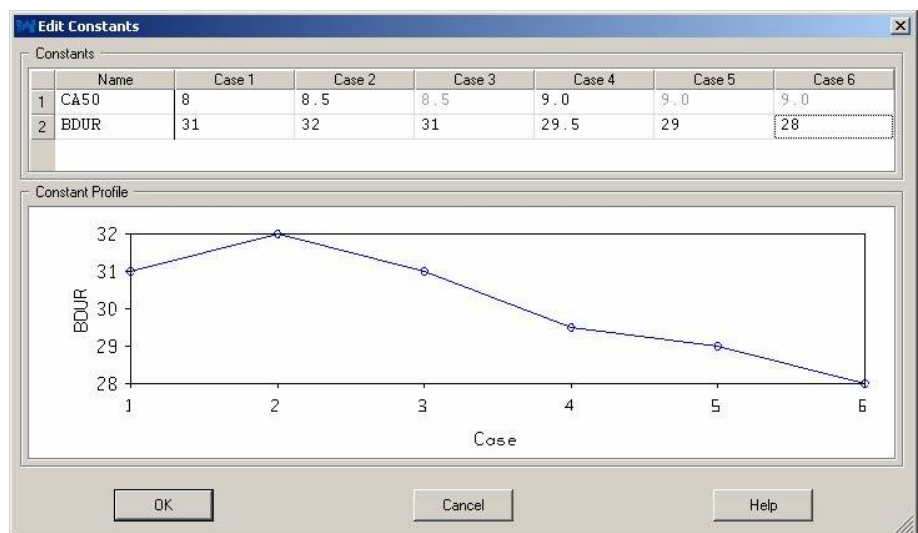 Edit Constants
Constants
Name Case 1 Case 2 Case 3 Case 4 Case 5 Case 6
1 CA50 8 8.5 8.5 9.0 9.0 9.0
2 BDUR 31 32 31 29.5 29 28
Constant Profile
32
31
30
29
28
BDUR
1 2 3 4 5 6
Case
OK Cancel Help